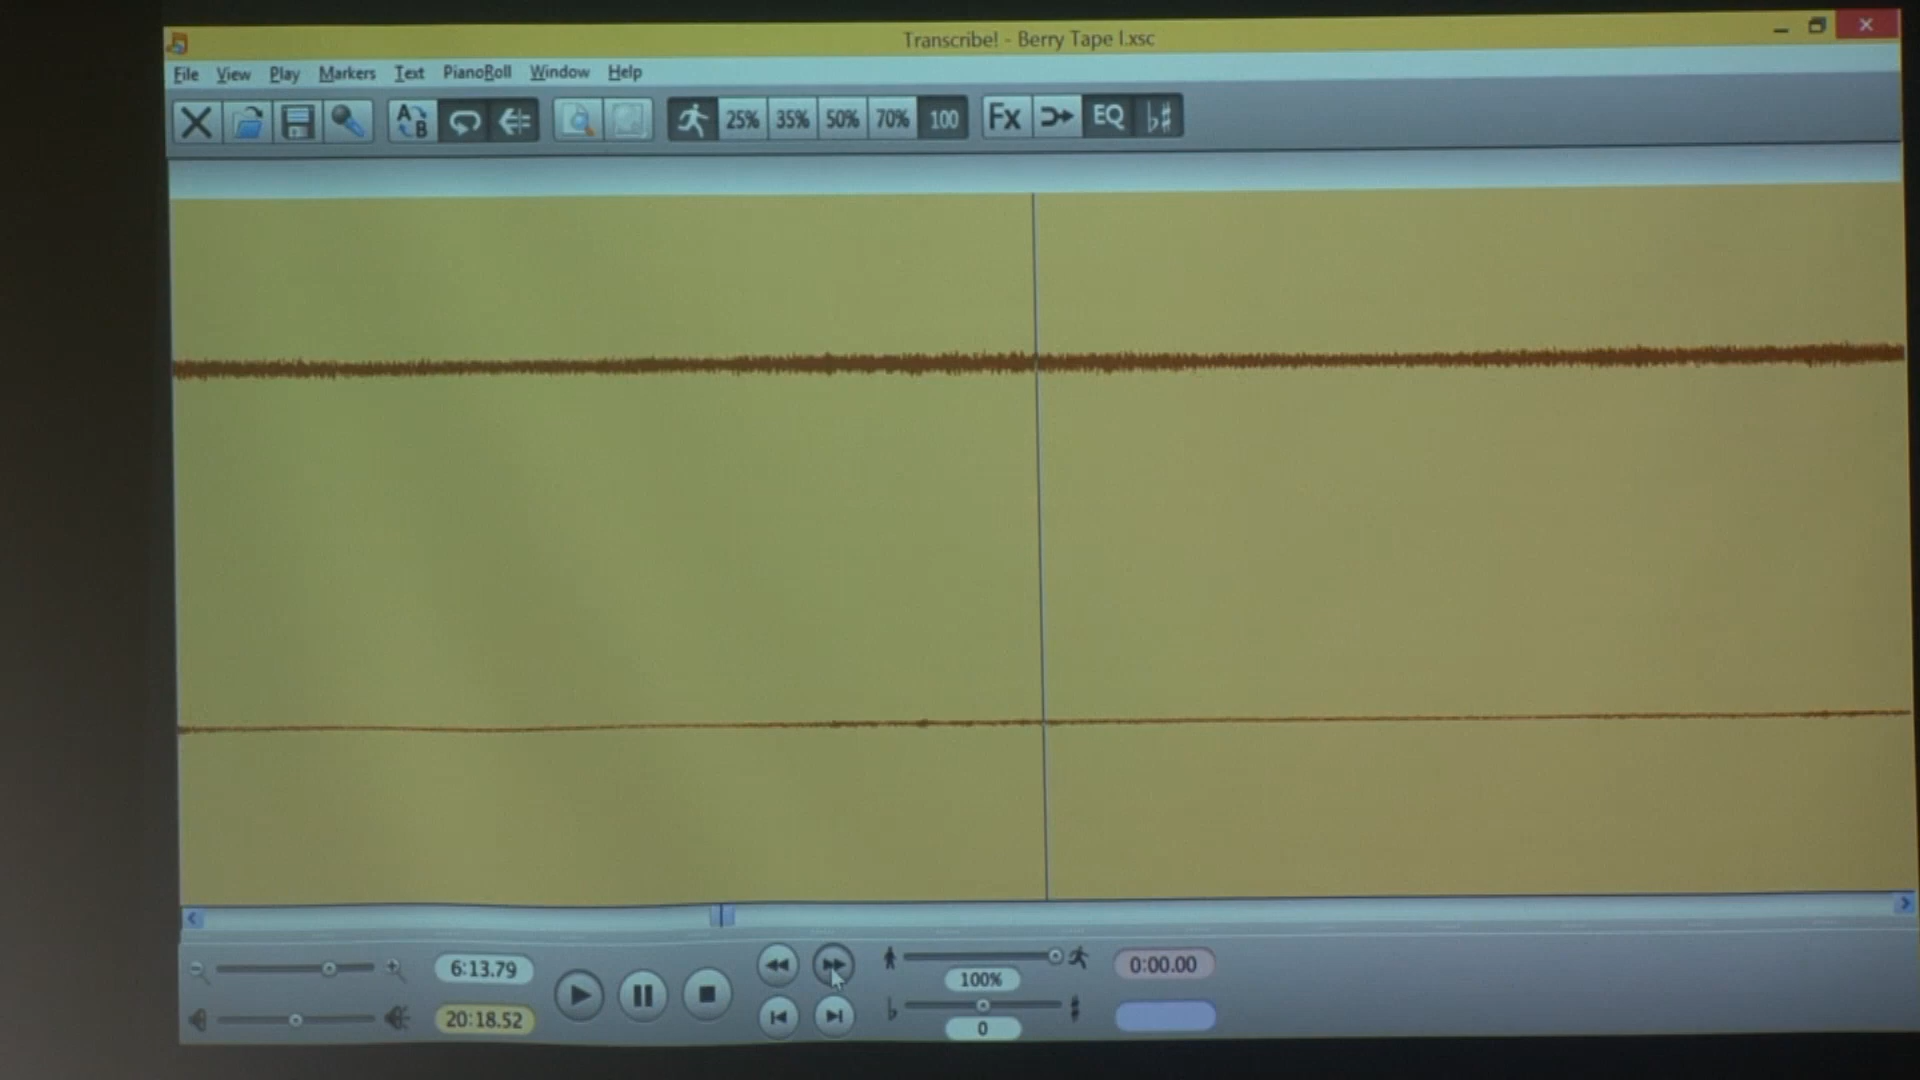 Transcribe! - Berry Tape I.xsc
File View Play Markers Text PianoRoll Window Help
A B 25% 35% 50% 70% 100 Fx EQ ♭♯
6:13.79
100%
0:00.00
20:18.52
♭ ♯
0